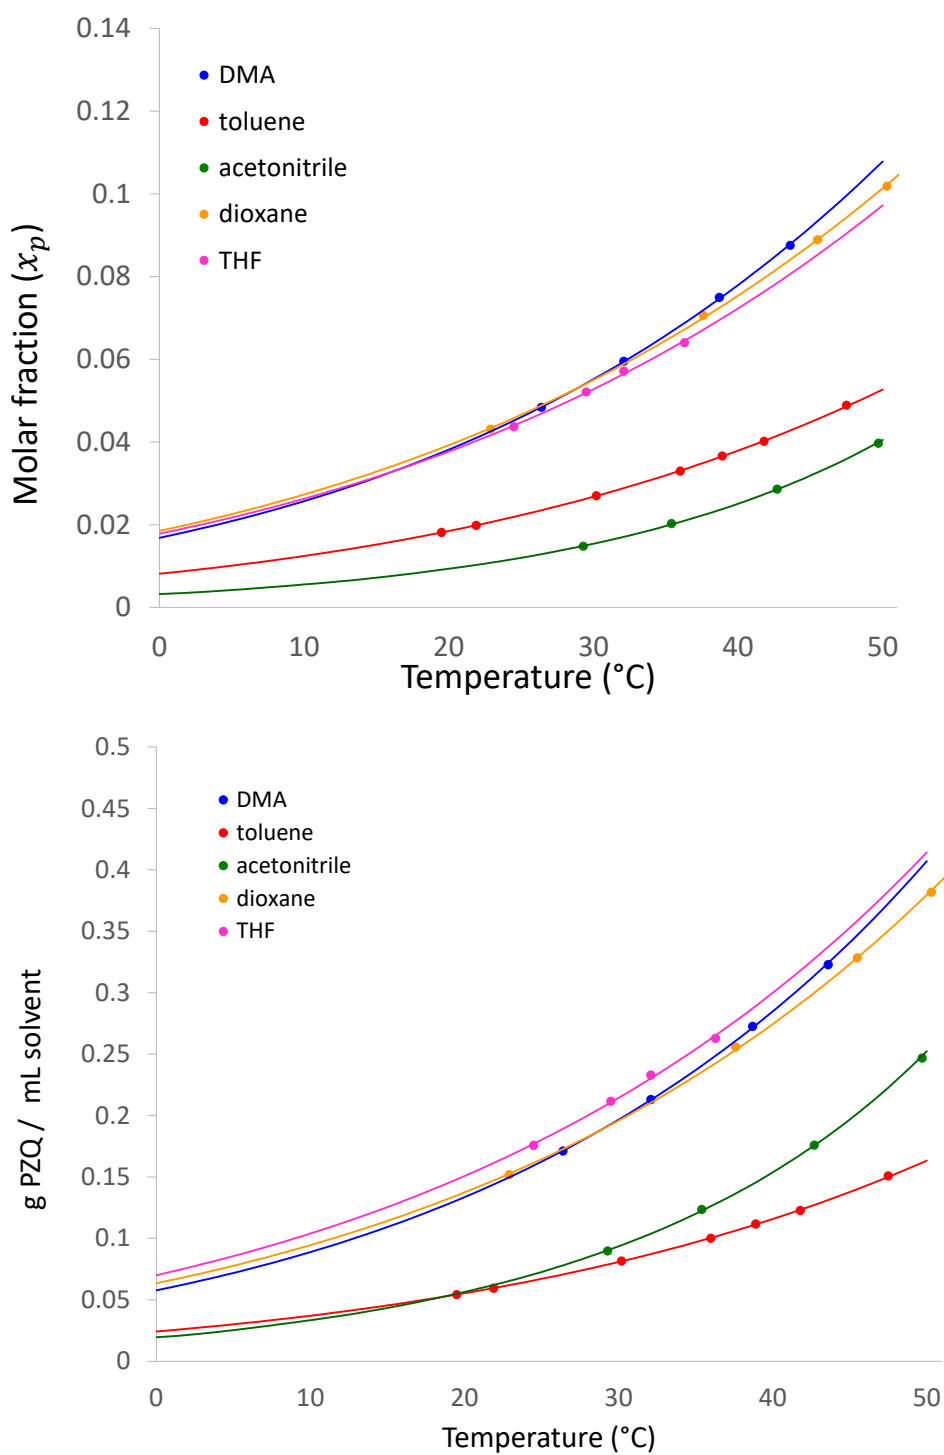 0.14
0.12
0.1
0.08
0.06
0.04
0.02
0
Molar fraction (x_p)
DMA
toluene
acetonitrile
dioxane
THF
0 10 20 30 40 50
Temperature (°C)
0.5
0.45
0.4
0.35
0.3
0.25
0.2
0.15
0.1
0.05
0
g PZQ / mL solvent
DMA
toluene
acetonitrile
dioxane
THF
0 10 20 30 40 50
Temperature (°C)